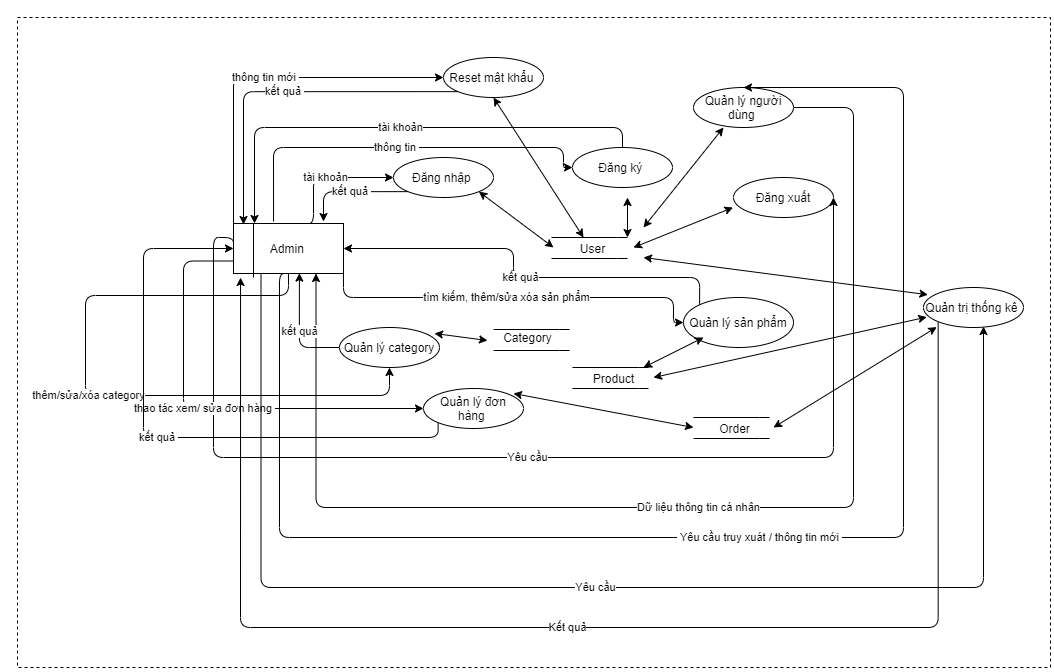 thông tin mới
Reset mật khẩu
kết quả
Quản lý người
dùng
tài khoản
thông tin
Đăng ký
tài khoản
Đăng nhập
kết quả
Đăng xuất
Admin
User
kết quả
tìm kiếm, thêm/sửa xóa sản phẩm
Quản trị thống kê
Quản lý sản phẩm
kết quả
Quản lý category
Category
Product
thêm/sửa/xóa category
thao tác xem/ sửa đơn hàng
Quản lý đơn
hàng
Order
kết quả
Yêu cầu
Dữ liệu thông tin cá nhân
Yêu cầu truy xuát / thông tin mới
Yêu cầu
Kết quả